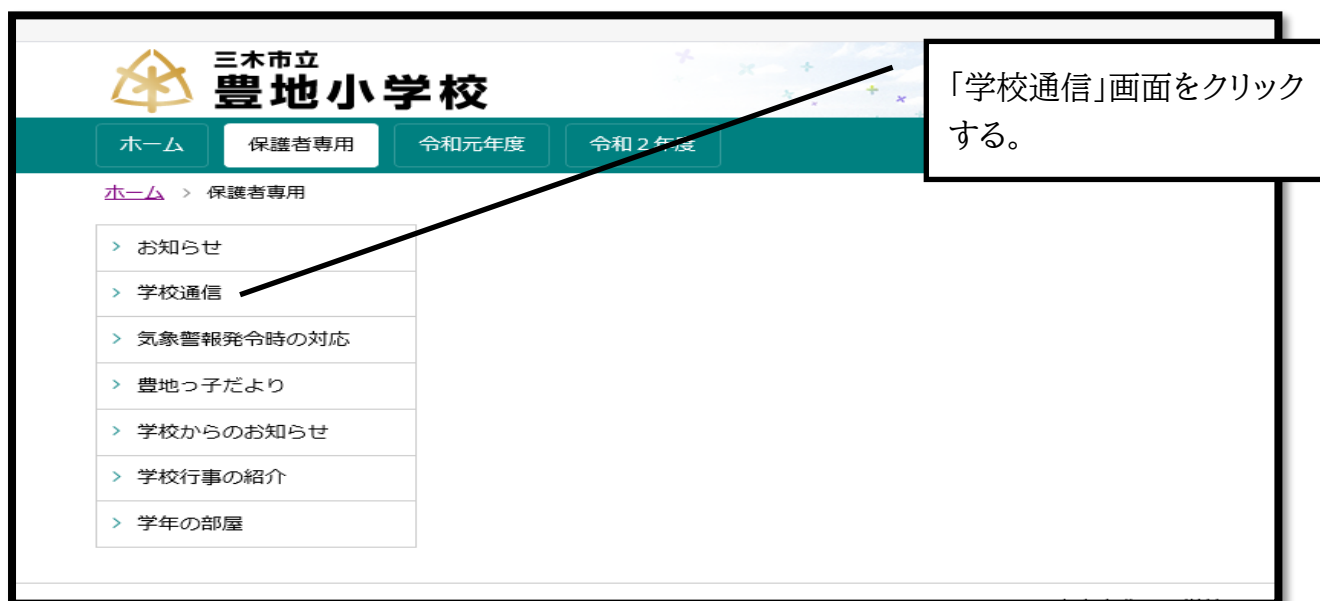 三木市立
豊地小学校
「学校通信」画面をクリック
する。
ホーム 保護者専用 令和元年度 令和2年度
ホーム > 保護者専用
> お知らせ
> 学校通信
> 気象警報発令時の対応
> 豊地っ子だより
> 学校からのお知らせ
> 学校行事の紹介
> 学年の部屋